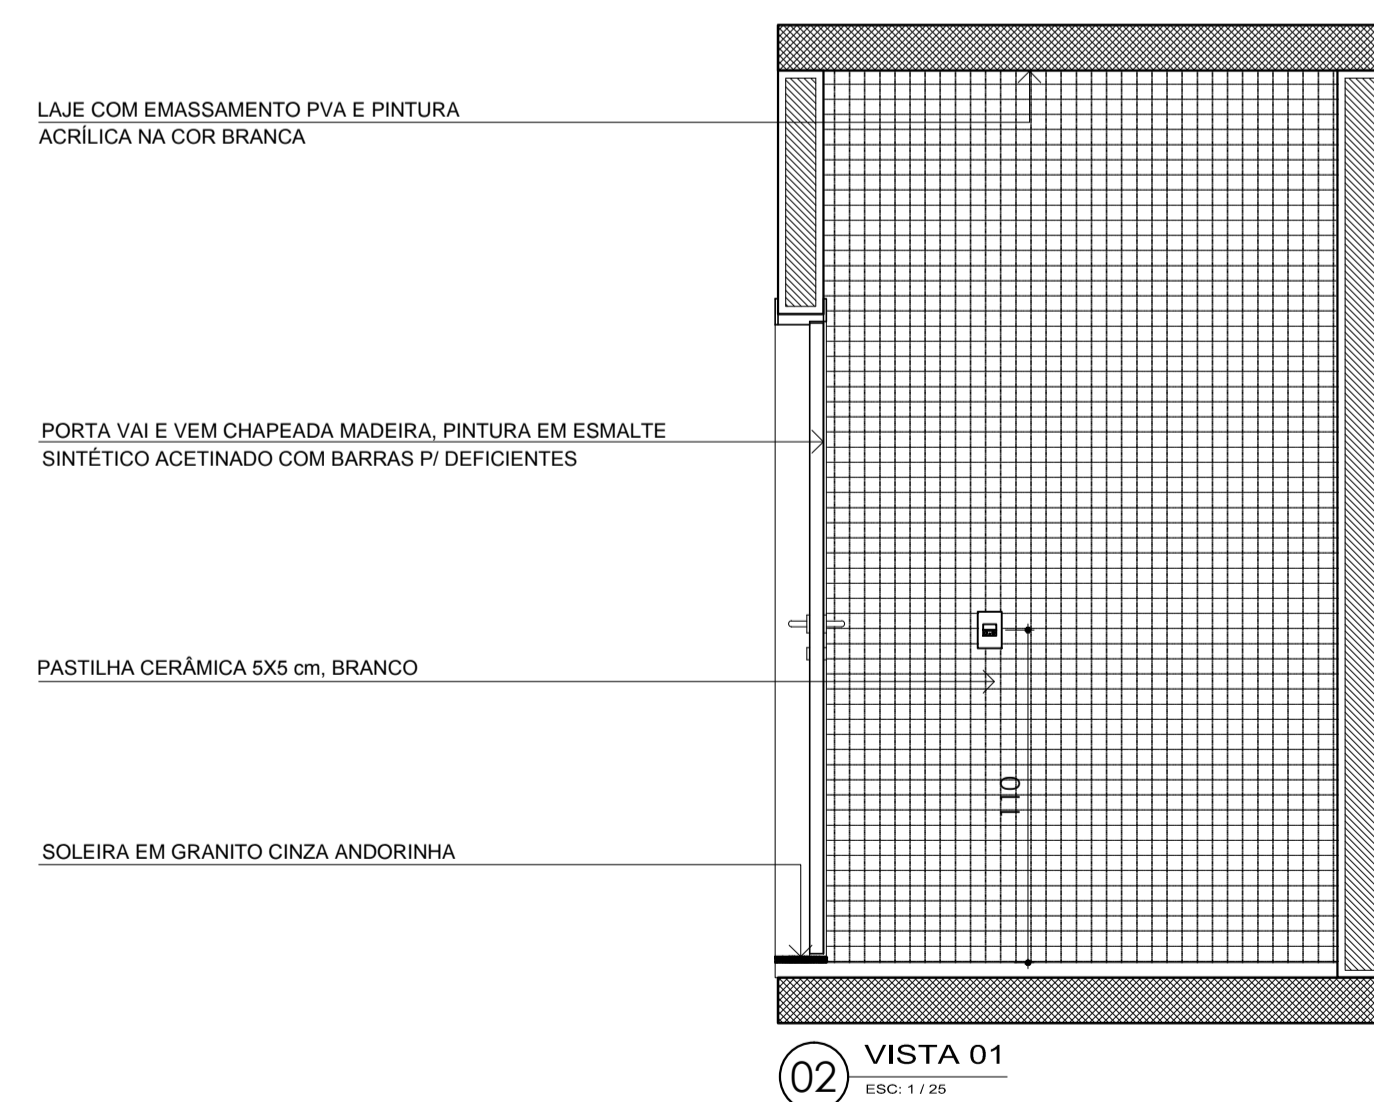 LAJE COM EMASSAMENTO PVA E PINTURA
ACRÍLICA NA COR BRANCA
PORTA VAI E VEM CHAPEADA MADEIRA, PINTURA EM ESMALTE
SINTÉTICO ACETINADO COM BARRAS P/ DEFICIENTES
PASTILHA CERÂMICA 5X5 cm, BRANCO
110
SOLEIRA EM GRANITO CINZA ANDORINHA
02
VISTA 01
ESC: 1 / 25